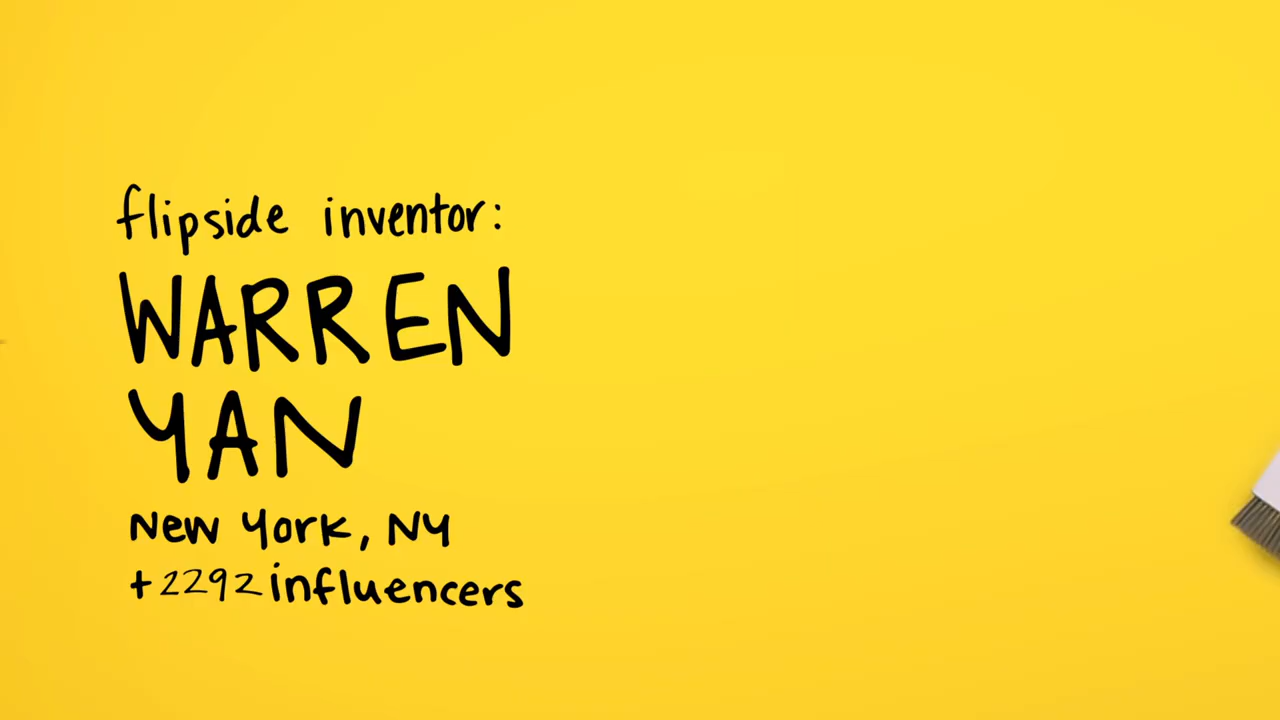 flipside inventor:
WARREN
YAN
New York, NY
+2292 influencers